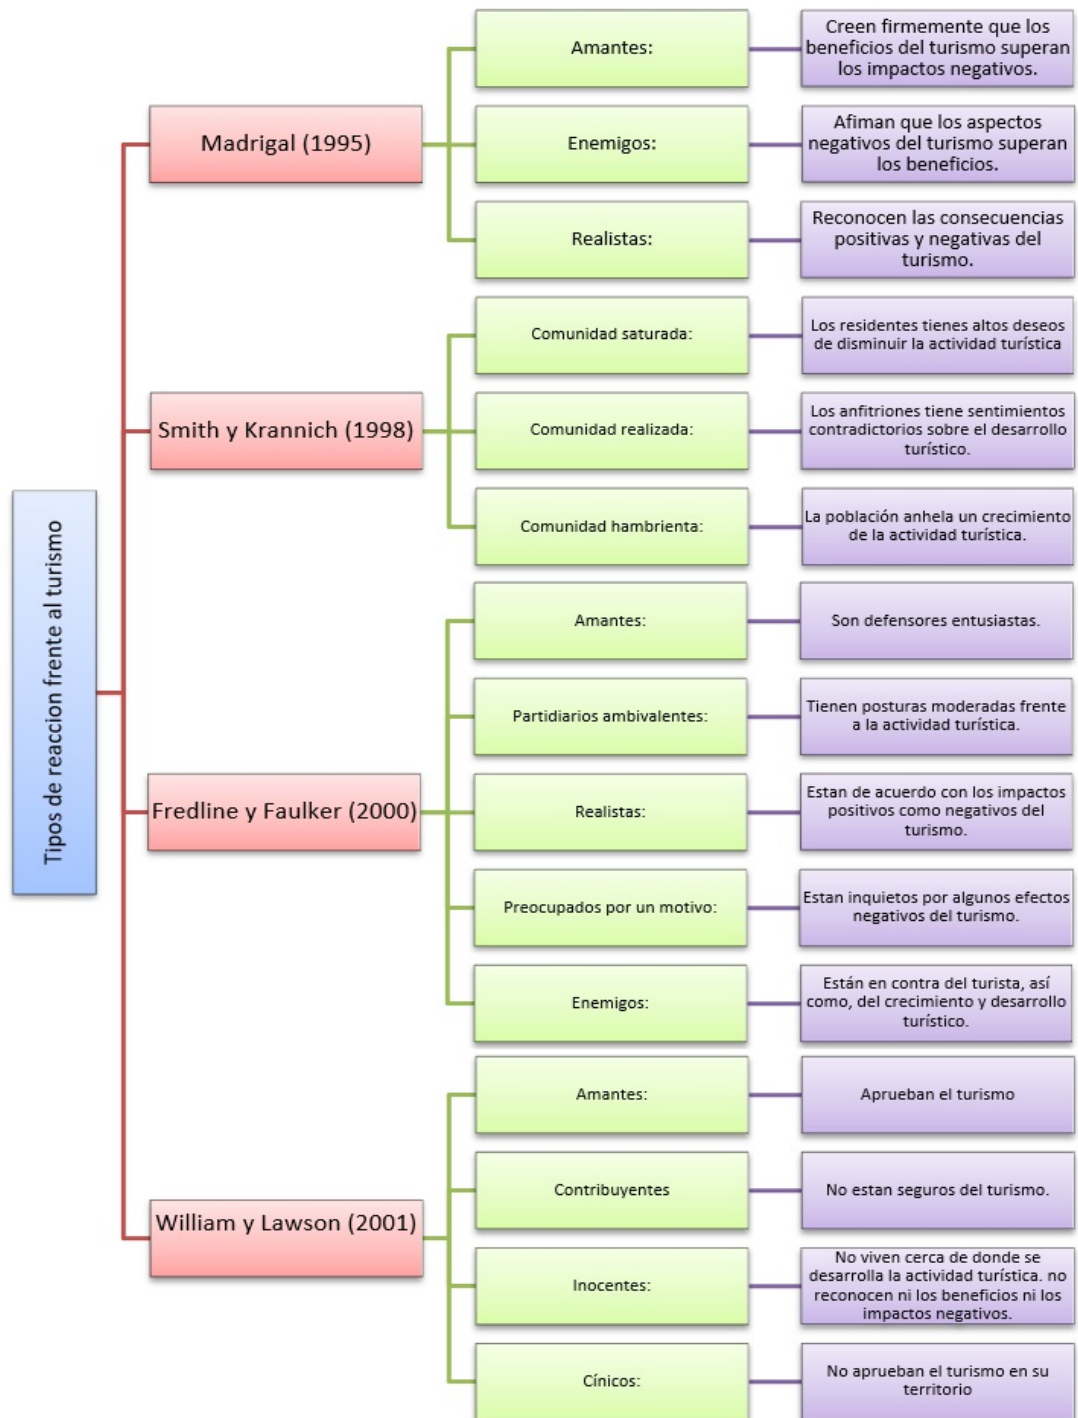 Tipos de reaccion frente al turismo
Madrigal (1995)
Amantes:
Creen firmemente que los
beneficios del turismo superan
los impactos negativos.
Enemigos:
Afiman que los aspectos
negativos del turismo superan
los beneficios.
Realistas:
Reconocen las consecuencias
positivas y negativas del
turismo.
Smith y Krannich (1998)
Comunidad saturada:
Los residentes tienes altos deseos
de disminuir la actividad turística
Comunidad realizada:
Los anfitriones tiene sentimientos
contradictorios sobre el desarrollo
turístico.
Comunidad hambrienta:
La población anhela un crecimiento
de la actividad turística.
Fredline y Faulker (2000)
Amantes:
Son defensores entusiastas.
Partidiarios ambivalentes:
Tienen posturas moderadas frente
a la actividad turística.
Realistas:
Estan de acuerdo con los impactos
positivos como negativos del
turismo.
Preocupados por un motivo:
Estan inquietos por algunos efectos
negativos del turismo.
Enemigos:
Están en contra del turista, así
como, del crecimiento y desarrollo
turístico.
William y Lawson (2001)
Amantes:
Aprueban el turismo
Contribuyentes
No estan seguros del turismo.
Inocentes:
No viven cerca de donde se
desarrolla la actividad turística. no
reconocen ni los beneficios ni los
impactos negativos.
Cínicos:
No aprueban el turismo en su
territorio